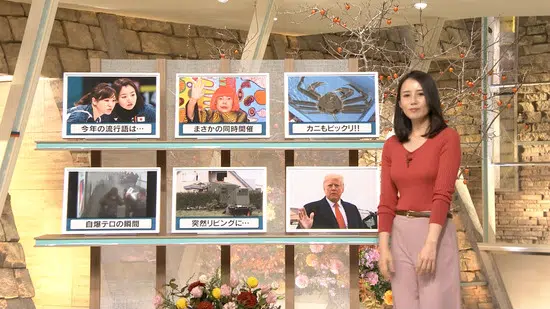 今年の流行語は…
まさかの同時開催
カニもビックリ!!
自爆テロの瞬間
突然リビングに…